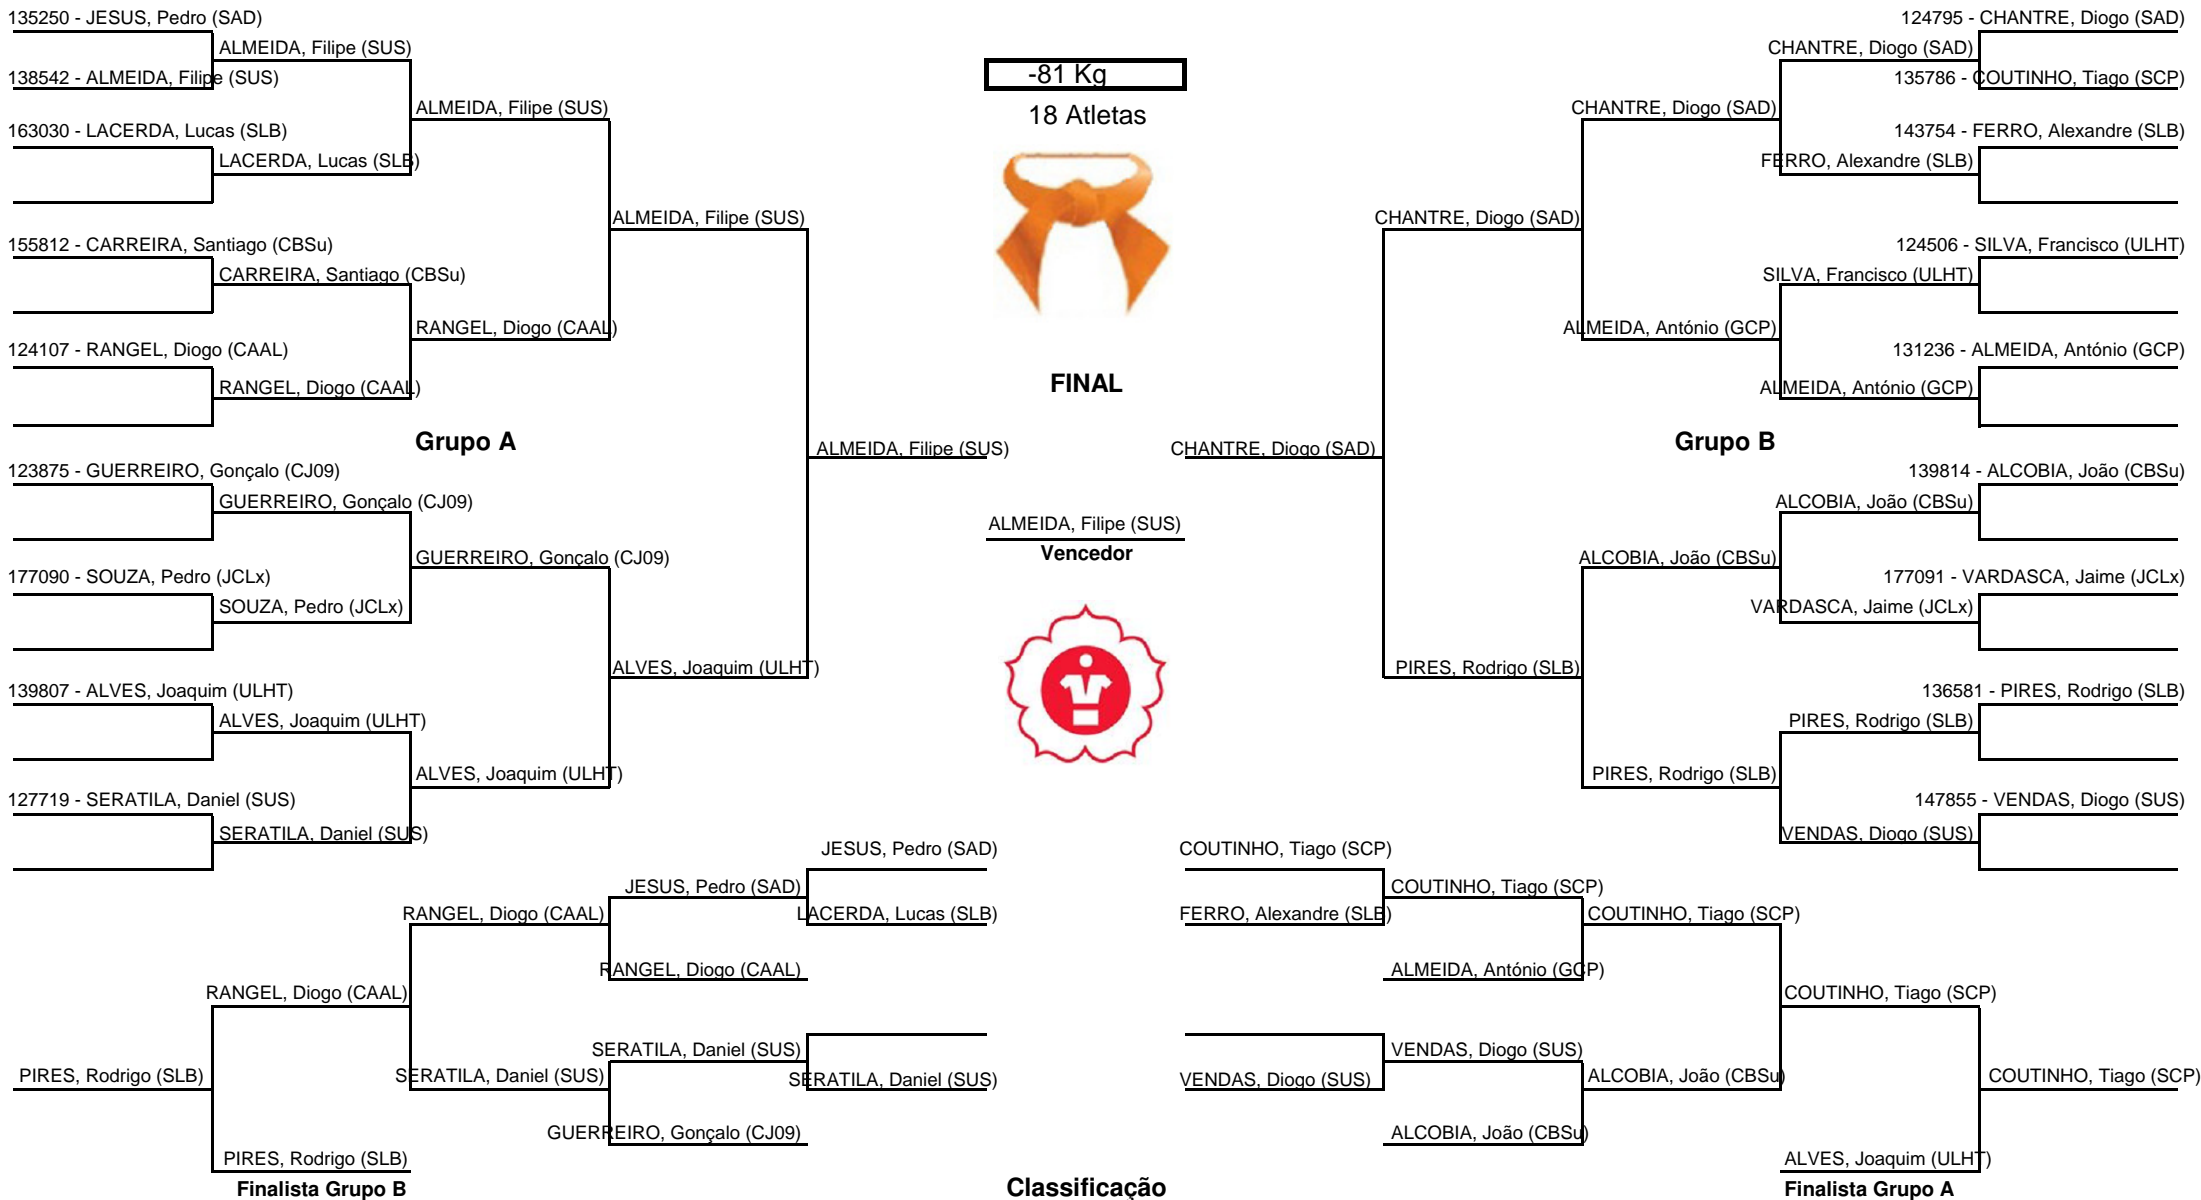 135250 - JESUS, Pedro (SAD)
ALMEIDA, Filipe (SUS)
138542 - ALMEIDA, Filipe (SUS)
ALMEIDA, Filipe (SUS)
163030 - LACERDA, Lucas (SLB)
LACERDA, Lucas (SLB)
ALMEIDA, Filipe (SUS)
155812 - CARREIRA, Santiago (CBSu)
CARREIRA, Santiago (CBSu)
RANGEL, Diogo (CAAL)
124107 - RANGEL, Diogo (CAAL)
RANGEL, Diogo (CAAL)
Grupo A
ALMEIDA, Filipe (SUS)
123875 - GUERREIRO, Gonçalo (CJ09)
GUERREIRO, Gonçalo (CJ09)
GUERREIRO, Gonçalo (CJ09)
177090 - SOUZA, Pedro (JCLx)
SOUZA, Pedro (JCLx)
ALVES, Joaquim (ULHT)
139807 - ALVES, Joaquim (ULHT)
ALVES, Joaquim (ULHT)
ALVES, Joaquim (ULHT)
127719 - SERATILA, Daniel (SUS)
SERATILA, Daniel (SUS)
-81 Kg
18 Atletas
FINAL
ALMEIDA, Filipe (SUS)
Vencedor
124795 - CHANTRE, Diogo (SAD)
CHANTRE, Diogo (SAD)
135786 - COUTINHO, Tiago (SCP)
CHANTRE, Diogo (SAD)
143754 - FERRO, Alexandre (SLB)
FERRO, Alexandre (SLB)
CHANTRE, Diogo (SAD)
124506 - SILVA, Francisco (ULHT)
SILVA, Francisco (ULHT)
ALMEIDA, António (GCP)
131236 - ALMEIDA, António (GCP)
ALMEIDA, António (GCP)
Grupo B
CHANTRE, Diogo (SAD)
139814 - ALCOBIA, João (CBSu)
ALCOBIA, João (CBSu)
ALCOBIA, João (CBSu)
177091 - VARDASCA, Jaime (JCLx)
VARDASCA, Jaime (JCLx)
PIRES, Rodrigo (SLB)
136581 - PIRES, Rodrigo (SLB)
PIRES, Rodrigo (SLB)
PIRES, Rodrigo (SLB)
147855 - VENDAS, Diogo (SUS)
VENDAS, Diogo (SUS)
JESUS, Pedro (SAD)
JESUS, Pedro (SAD)
LACERDA, Lucas (SLB)
RANGEL, Diogo (CAAL)
RANGEL, Diogo (CAAL)
RANGEL, Diogo (CAAL)
SERATILA, Daniel (SUS)
SERATILA, Daniel (SUS)
SERATILA, Daniel (SUS)
PIRES, Rodrigo (SLB)
GUERREIRO, Gonçalo (CJ09)
PIRES, Rodrigo (SLB)
Finalista Grupo B
COUTINHO, Tiago (SCP)
COUTINHO, Tiago (SCP)
FERRO, Alexandre (SLB)
COUTINHO, Tiago (SCP)
ALMEIDA, António (GCP)
COUTINHO, Tiago (SCP)
VENDAS, Diogo (SUS)
VENDAS, Diogo (SUS)
ALCOBIA, João (CBSu)
COUTINHO, Tiago (SCP)
ALCOBIA, João (CBSu)
ALVES, Joaquim (ULHT)
Finalista Grupo A
Classificação